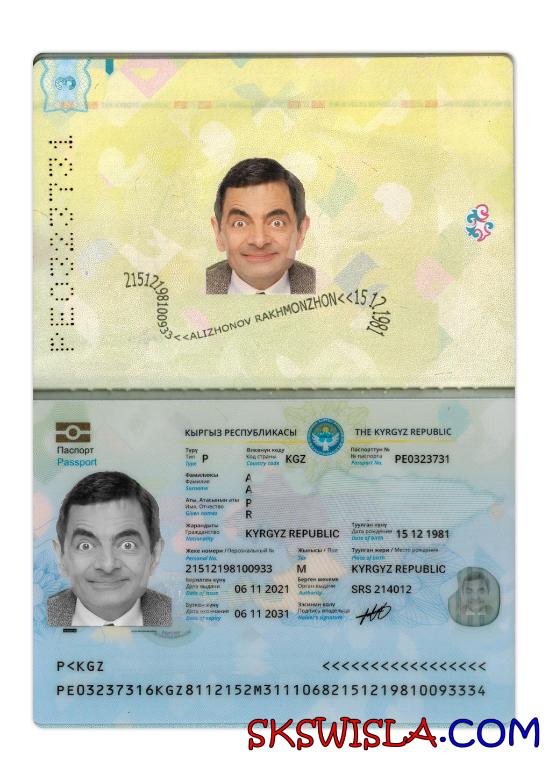 3
PE0323731
21512198100933<<ALIZHONOV RAKHMONZHON<<15.12.1981
КЫРГЫЗ РЕСПУБЛИКАСЫ THE KYRGYZ REPUBLIC
Паспорт
Passport
Түрү Өлкөнүн коду Паспорттун №
Тип P Код страны KGZ № паспорта PE0323731
Type Country code Passport No.
Фамилиясы A
Фамилия A
Surname
Аты, Атасынын аты P
Имя, Отчество R
Given names
Жарандыгы Туулган күнү
Гражданство KYRGYZ REPUBLIC Дата рождения 15 12 1981
Nationality Date of birth
Жеке номери / Персональный № Жынысы / Пол Туулган жери / Место рождения
Personal No. Sex Place of birth
21512198100933 M KYRGYZ REPUBLIC
Берилген күнү Берген мекеме
Дата выдачи 06 11 2021 Орган выдачи SRS 214012
Date of issue Authority
Бүткөн күнү Ээсинин колу
Дата окончания 06 11 2031 Подпись владельца
Date of expiry Holder's signature
P<KGZ <<<<<<<<<<<<<<<<<<
PE03237316KGZ8112152M31110682151219810093334
SKSWISLA.COM